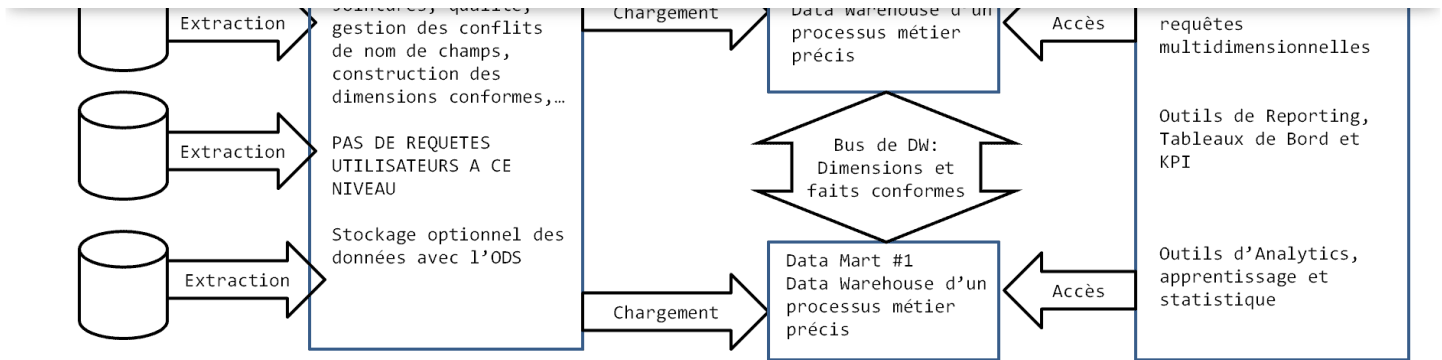 Extraction
Jointures, qualité,
gestion des conflits
de nom de champs,
construction des
dimensions conformes,…
PAS DE REQUETES
UTILISATEURS A CE
NIVEAU
Stockage optionnel des
données avec l’ODS
Extraction
Extraction
Chargement
Chargement
Data Warehouse d’un
processus métier
précis
Bus de DW:
Dimensions et
faits conformes
Data Mart #1
Data Warehouse d’un
processus métier
précis
Accès
Accès
requêtes
multidimensionnelles
Outils de Reporting,
Tableaux de Bord et
KPI
Outils d’Analytics,
apprentissage et
statistique